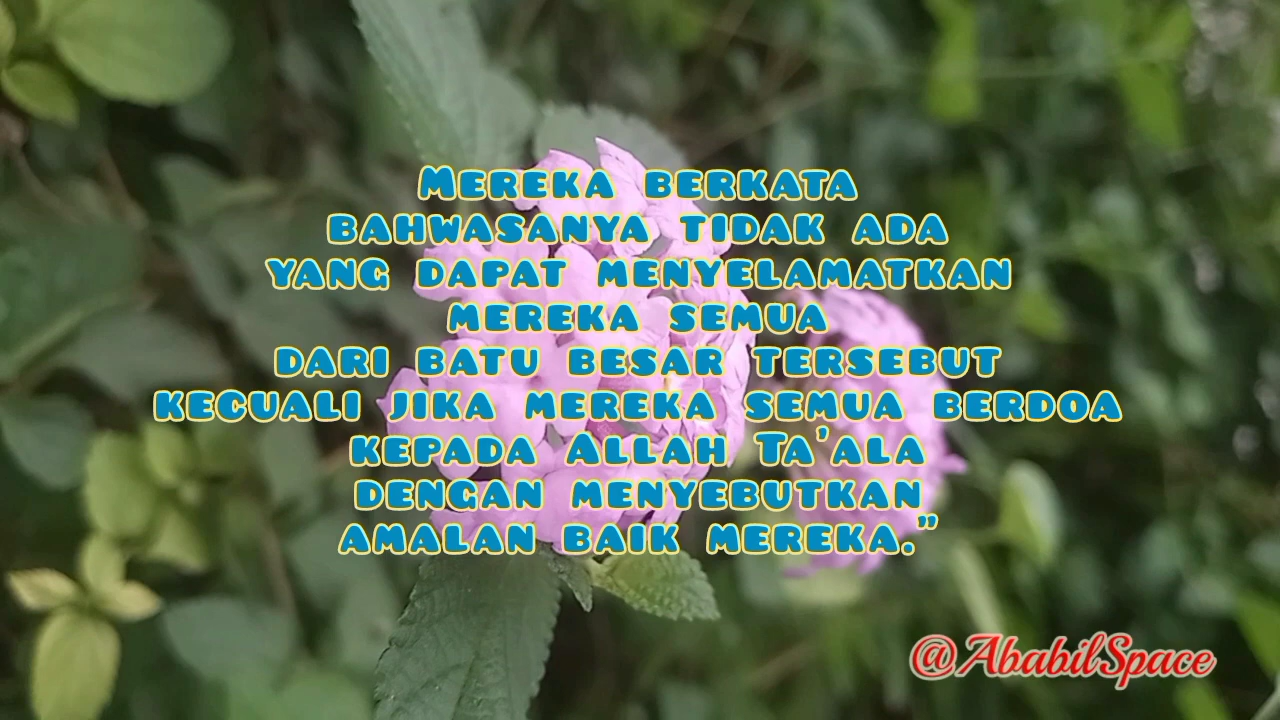 Mereka berkata
bahwasanya tidak ada
yang dapat menyelamatkan
mereka semua
dari batu besar tersebut
kecuali jika mereka semua berdoa
kepada Allah Ta'ala
dengan menyebutkan
amalan baik mereka."
@AbabilSpace